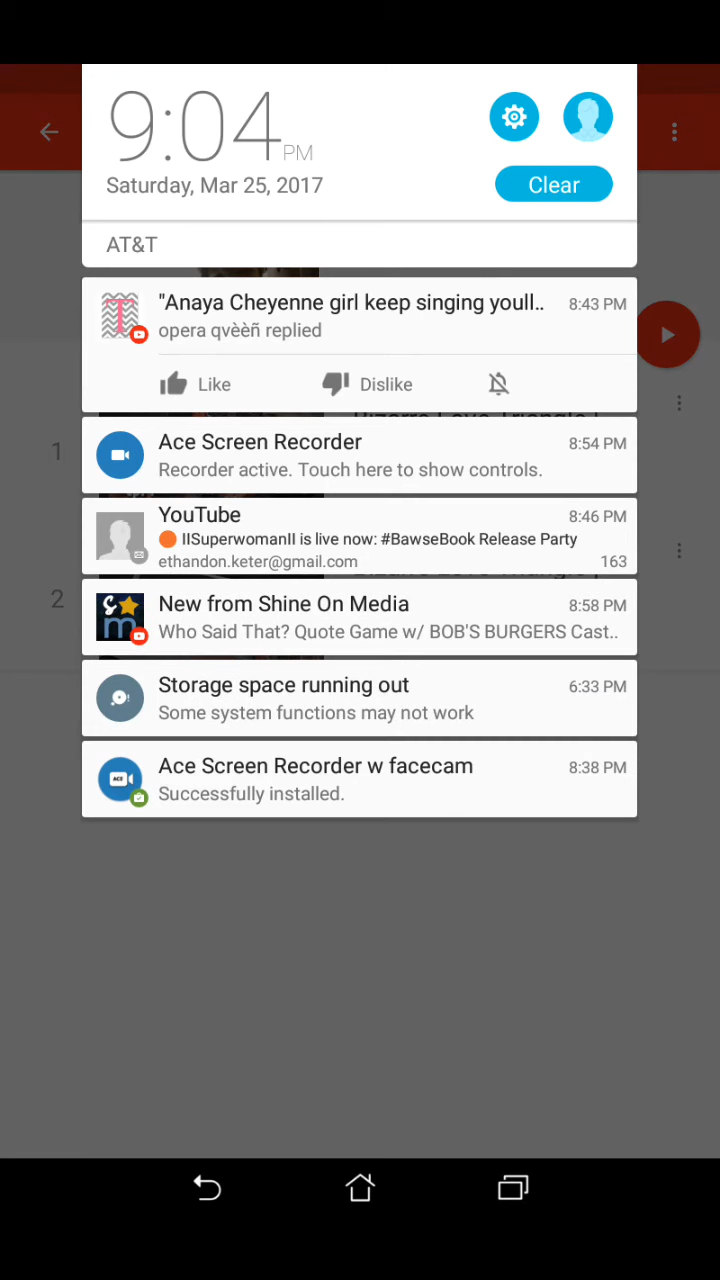 9:04 PM
Saturday, Mar 25, 2017
Clear
AT&T
"Anaya Cheyenne girl keep singing youll.. 8:43 PM
opera qvèèñ replied
Like Dislike
1
Ace Screen Recorder 8:54 PM
Recorder active. Touch here to show controls.
YouTube 8:46 PM
IISuperwomanII is live now: #BawseBook Release Party
ethandon.keter@gmail.com 163
2
New from Shine On Media 8:58 PM
Who Said That? Quote Game w/ BOB'S BURGERS Cast..
Storage space running out 6:33 PM
Some system functions may not work
ACE
Ace Screen Recorder w facecam 8:38 PM
Successfully installed.